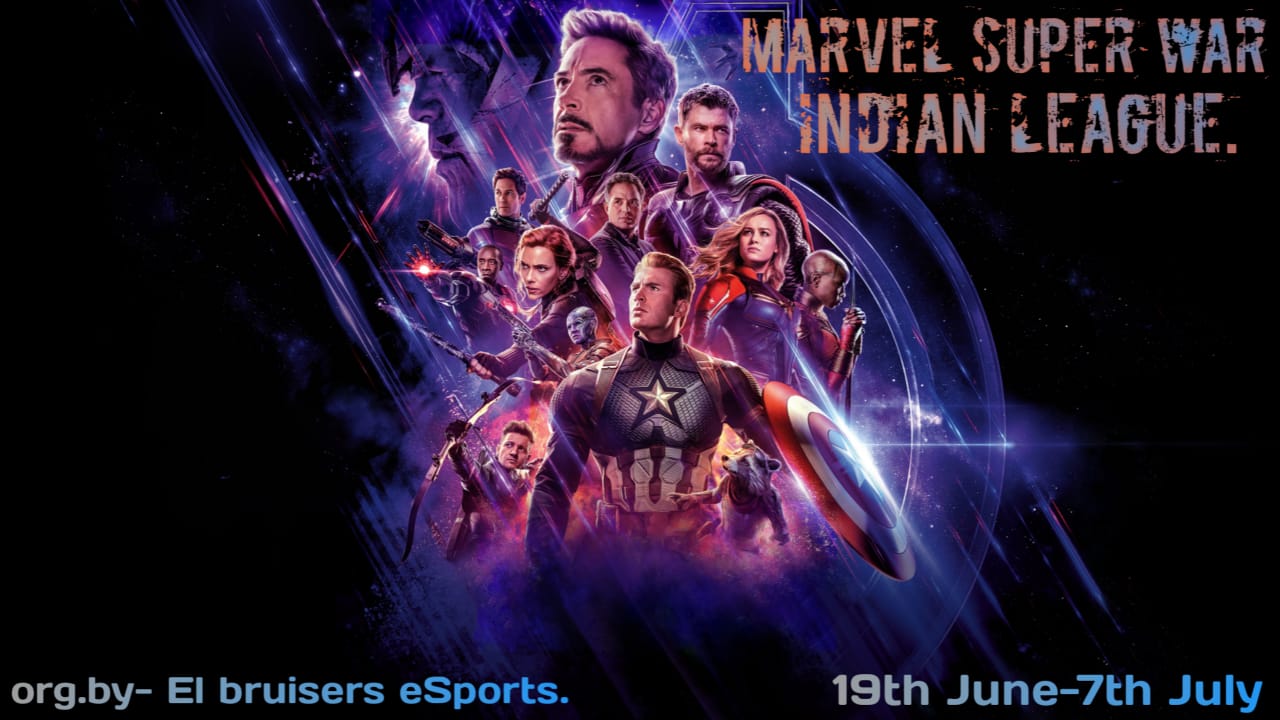 MARVEL SUPER WAR
INDIAN LEAGUE.
org.by- El bruisers eSports.
19th June-7th July